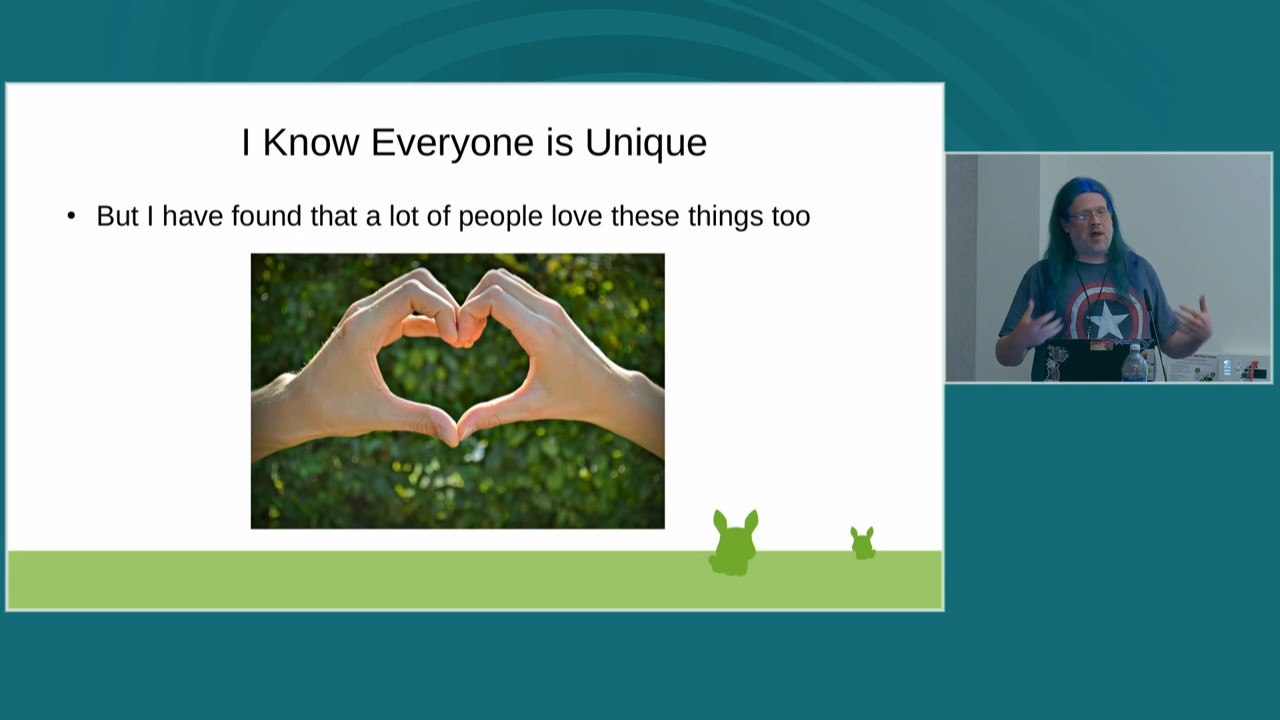 I Know Everyone is Unique
• But I have found that a lot of people love these things too